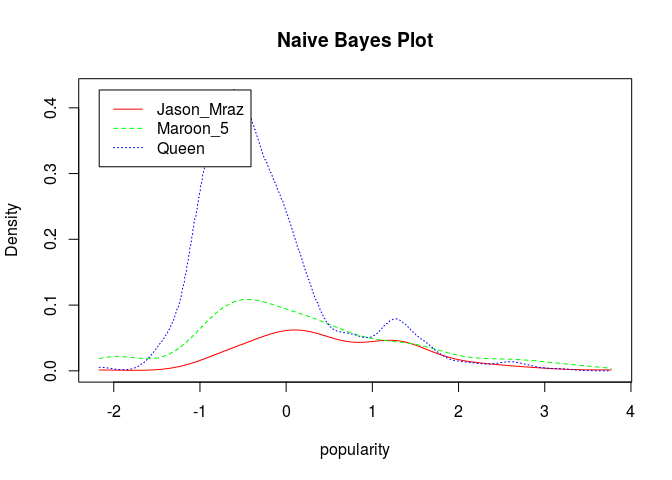 Naive Bayes Plot
Jason_Mraz
Maroon_5
Queen
Density
0.4
0.3
0.2
0.1
0.0
-2 -1 0 1 2 3 4
popularity